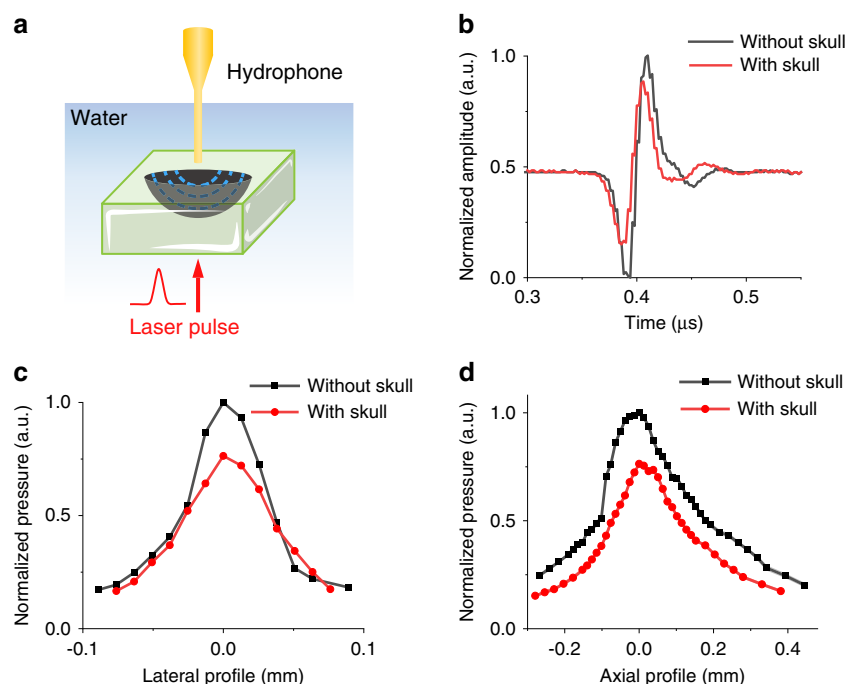 a
Hydrophone
Water
Laser pulse
b
Without skull
With skull
Normalized amplitude (a.u.)
1.0
0.5
0.0
0.3
0.4
0.5
Time (μs)
c
Without skull
With skull
Normalized pressure (a.u.)
1.0
0.5
0.0
-0.1
0.0
0.1
Lateral profile (mm)
d
Without skull
With skull
Normalized pressure (a.u.)
1.0
0.5
0.0
-0.2
0.0
0.2
0.4
Axial profile (mm)